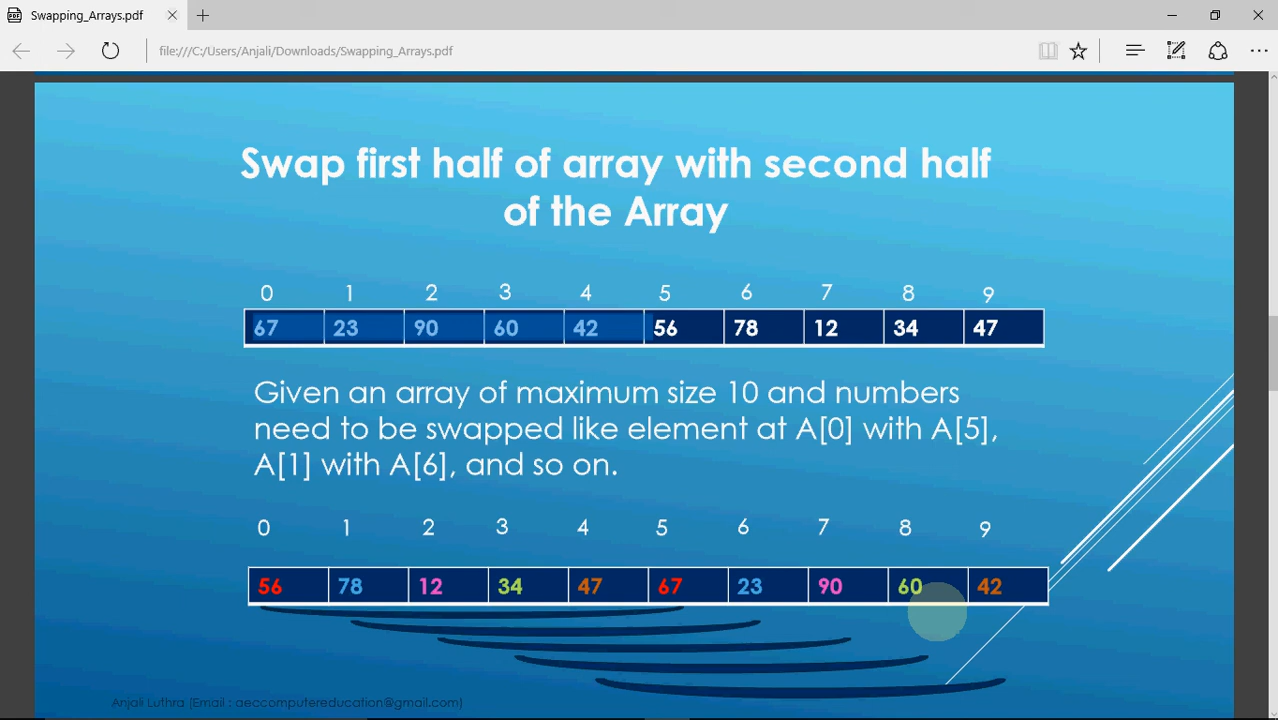 Swapping_Arrays.pdf
file:///C:/Users/Anjali/Downloads/Swapping_Arrays.pdf
Swap first half of array with second half
of the Array
0 1 2 3 4 5 6 7 8 9
67 23 90 60 42 56 78 12 34 47
Given an array of maximum size 10 and numbers
need to be swapped like element at A[0] with A[5],
A[1] with A[6], and so on.
0 1 2 3 4 5 6 7 8 9
56 78 12 34 47 67 23 90 60 42
Anjali Luthra (Email : aeccomputereducation@gmail.com)